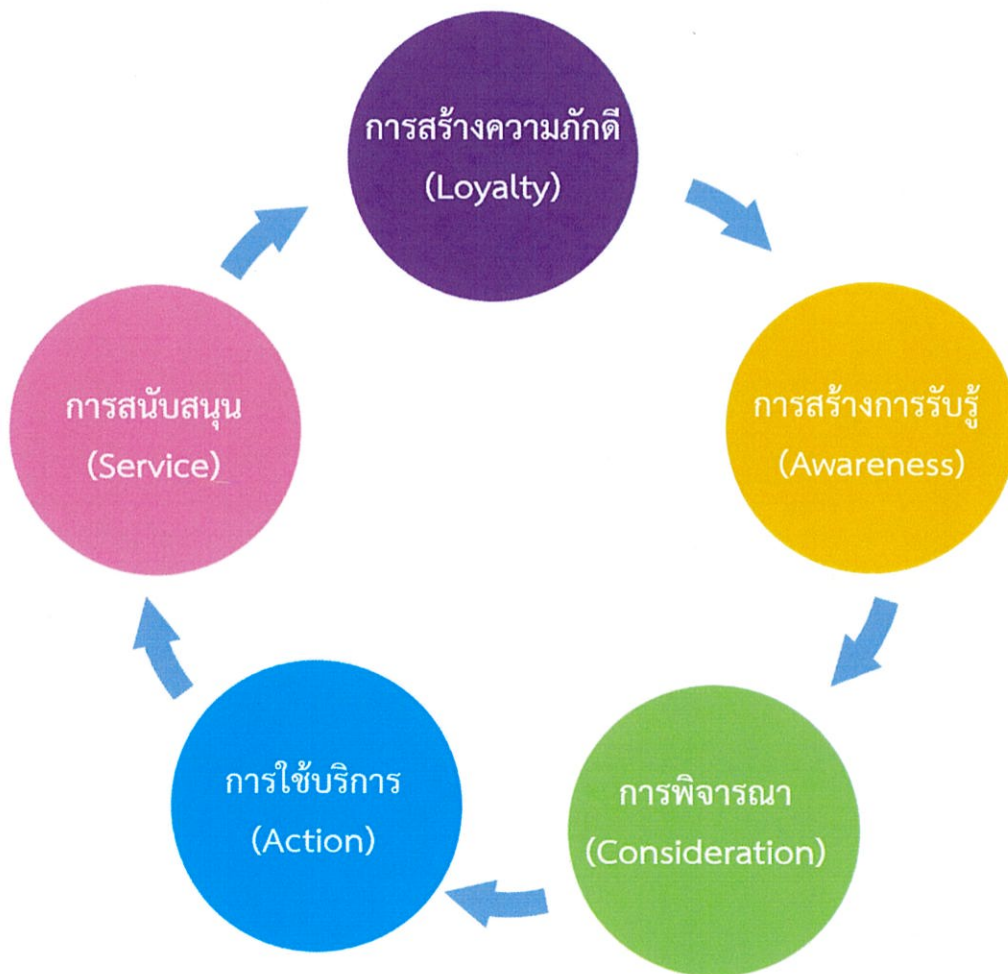 การสร้างความภักดี
(Loyalty)
การสร้างการรับรู้
(Awareness)
การพิจารณา
(Consideration)
การใช้บริการ
(Action)
การสนับสนุน
(Service)